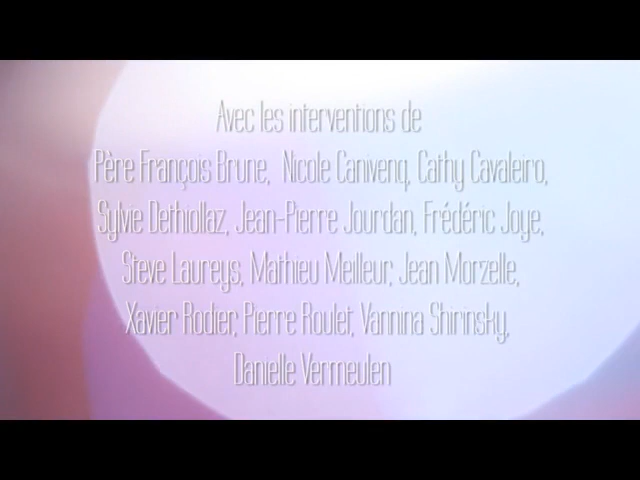 Avec les interventions de
Père François Brune, Nicole Canivenq, Cathy Cavaleiro,
Sylvie Dethiollaz, Jean-Pierre Jourdan, Frédéric Joye,
Steve Laureys, Mathieu Meilleur, Jean Morzelle,
Xavier Rodier, Pierre Roulet, Vannina Shirinsky,
Danielle Vermeulen